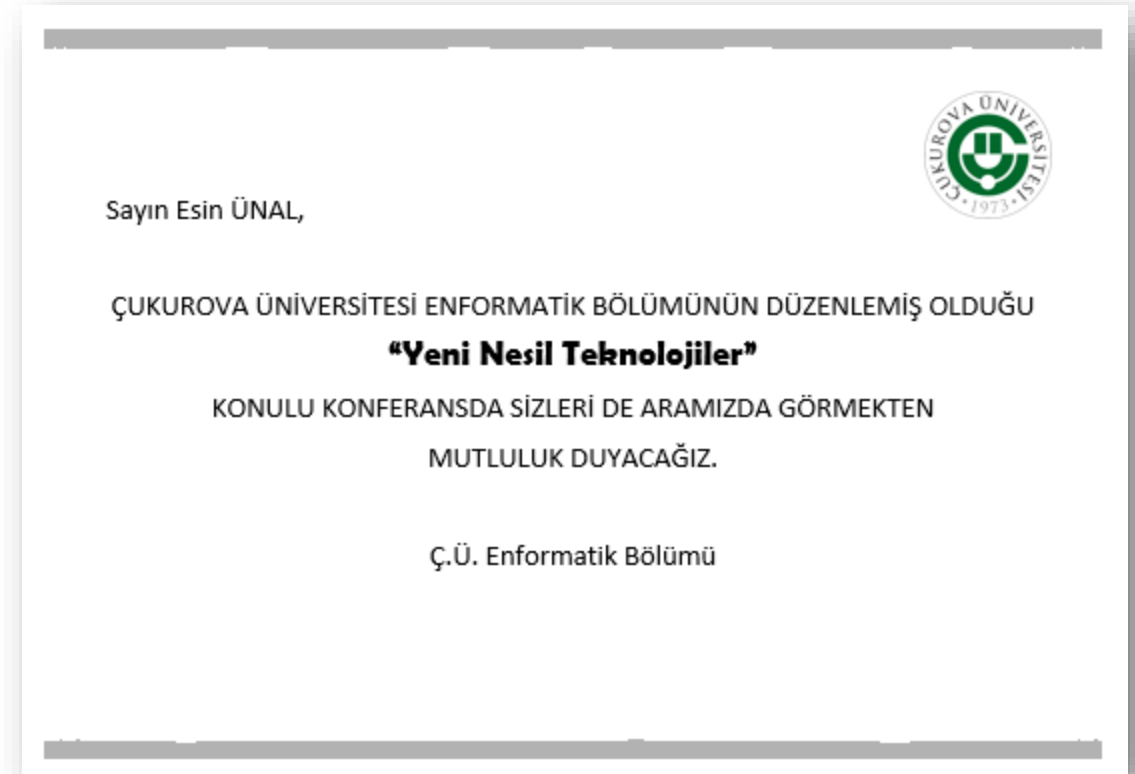 ÇUKUROVA ÜNİVERSİTESİ
·1973·
Sayın Esin ÜNAL,
ÇUKUROVA ÜNİVERSİTESİ ENFORMATİK BÖLÜMÜNÜN DÜZENLEMİŞ OLDUĞU
“Yeni Nesil Teknolojiler”
KONULU KONFERANSDA SİZLERİ DE ARAMIZDA GÖRMEKTEN
MUTLULUK DUYACAĞIZ.
Ç.Ü. Enformatik Bölümü